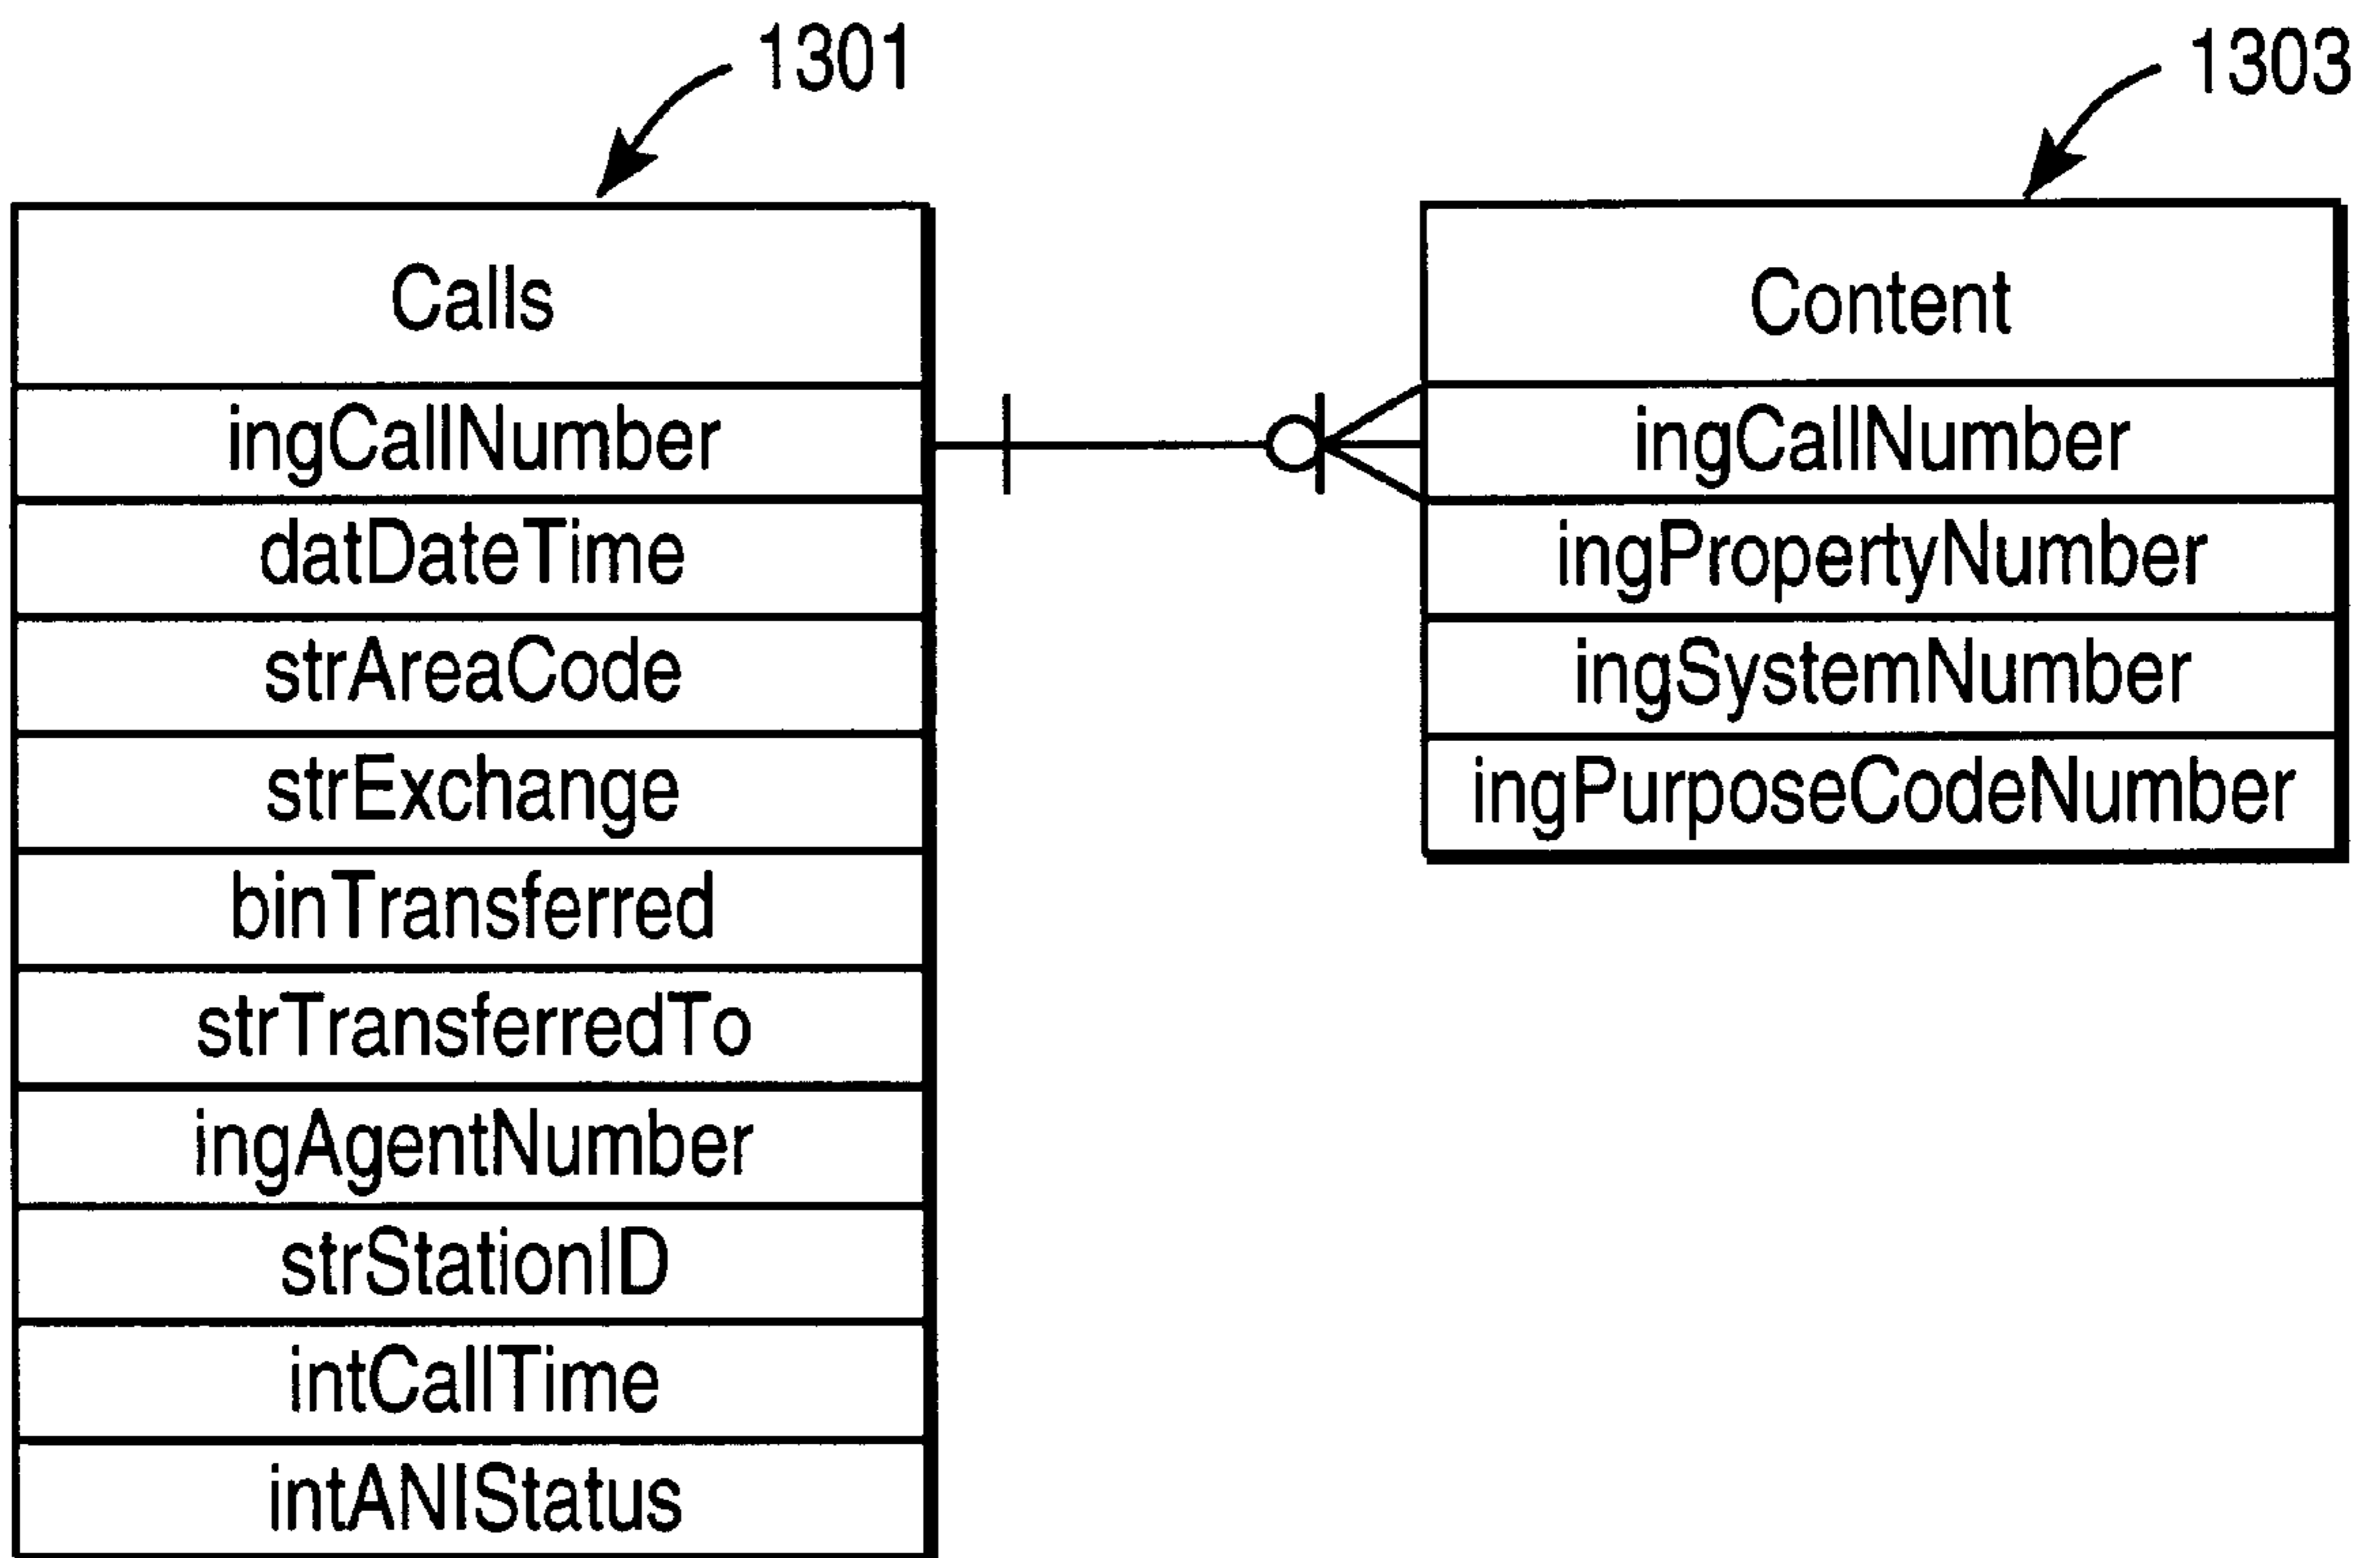 1301
1303
Calls
ingCallNumber
datDateTime
strAreaCode
strExchange
binTransferred
strTransferredTo
ingAgentNumber
strStationID
intCallTime
intANIStatus
Content
ingCallNumber
ingPropertyNumber
ingSystemNumber
ingPurposeCodeNumber